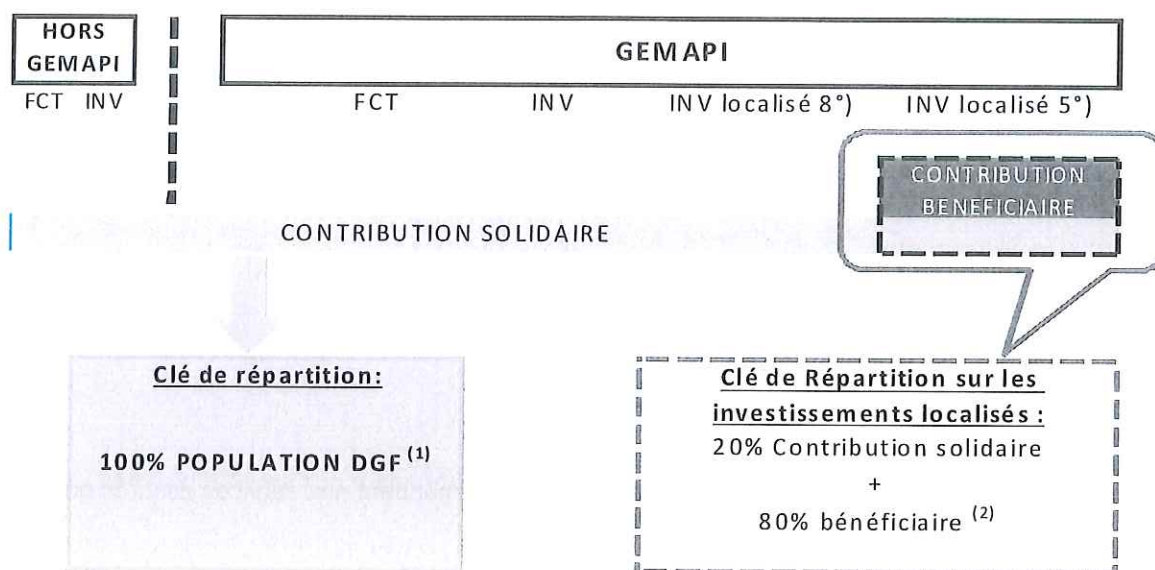 HORS
GEMAPI
GEMAPI
FCT INV
FCT INV INV localisé 8°) INV localisé 5°)
CONTRIBUTION
BENEFICIAIRE
CONTRIBUTION SOLIDAIRE
Clé de répartition:
100% POPULATION DGF (1)
Clé de Répartition sur les
investissements localisés :
20% Contribution solidaire
+
80% bénéficiaire (2)